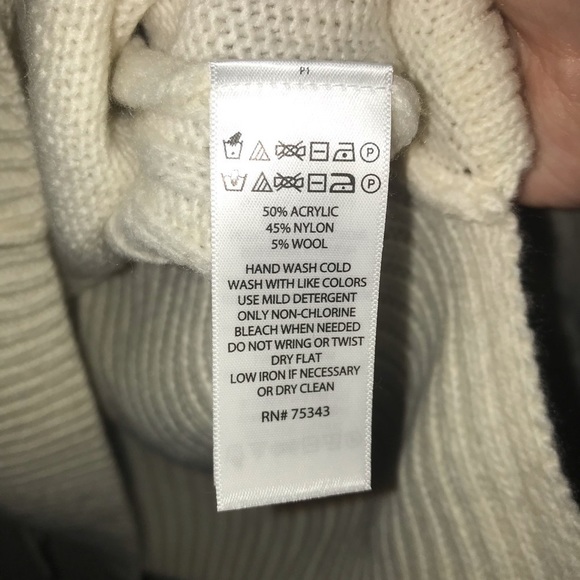 P
P
50% ACRYLIC
45% NYLON
5% WOOL
HAND WASH COLD
WASH WITH LIKE COLORS
USE MILD DETERGENT
ONLY NON-CHLORINE
BLEACH WHEN NEEDED
DO NOT WRING OR TWIST
DRY FLAT
LOW IRON IF NECESSARY
OR DRY CLEAN
RN# 75343